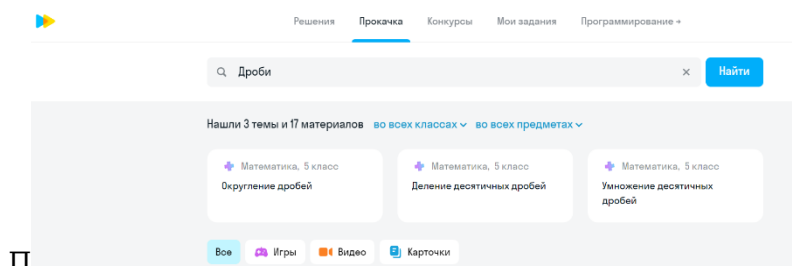 Решения Прокачка Конкурсы Мои задания Программирование →
Дроби × Найти
Нашли 3 темы и 17 материалов во всех классах во всех предметах
Математика, 5 класс Математика, 5 класс Математика, 5 класс
Округление дробей Деление десятичных дробей Умножение десятичных
дробей
Все Игры Видео Карточки
П